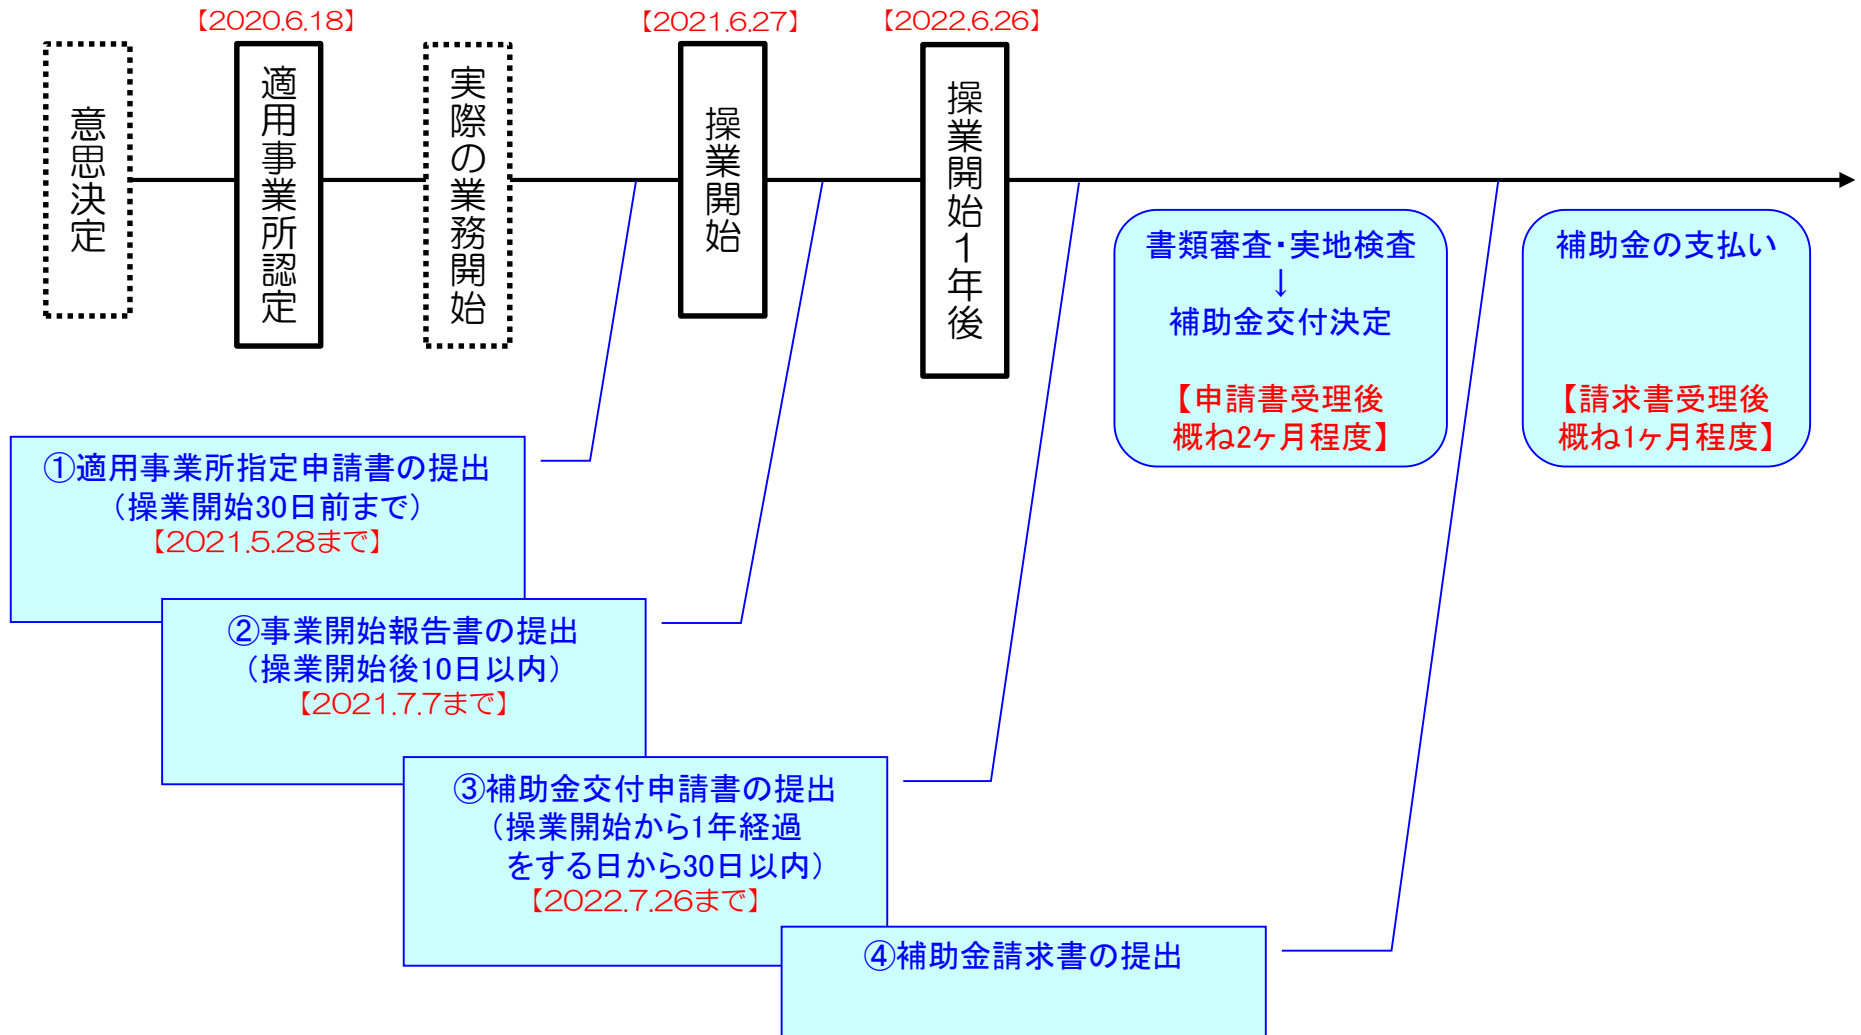 【2020.6.18】
【2021.6.27】
【2022.6.26】
意思決定
適用事業所認定
実際の業務開始
操業開始
操業開始1年後
書類審査・実地検査
↓
補助金交付決定
【申請書受理後
概ね2ヶ月程度】
補助金の支払い
【請求書受理後
概ね1ヶ月程度】
①適用事業所指定申請書の提出
（操業開始30日前まで）
【2021.5.28まで】
②事業開始報告書の提出
（操業開始後10日以内）
【2021.7.7まで】
③補助金交付申請書の提出
（操業開始から1年経過
をする日から30日以内）
【2022.7.26まで】
④補助金請求書の提出